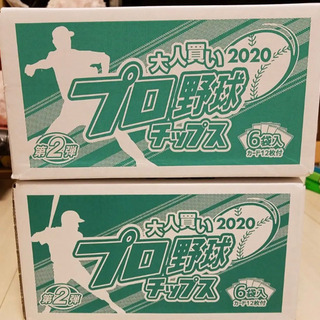 大人買い 2020
プロ野球
チップス
第2弾
6袋入
カード12枚付
大人買い 2020
プロ野球
チップス
第2弾
6袋入
カード12枚付